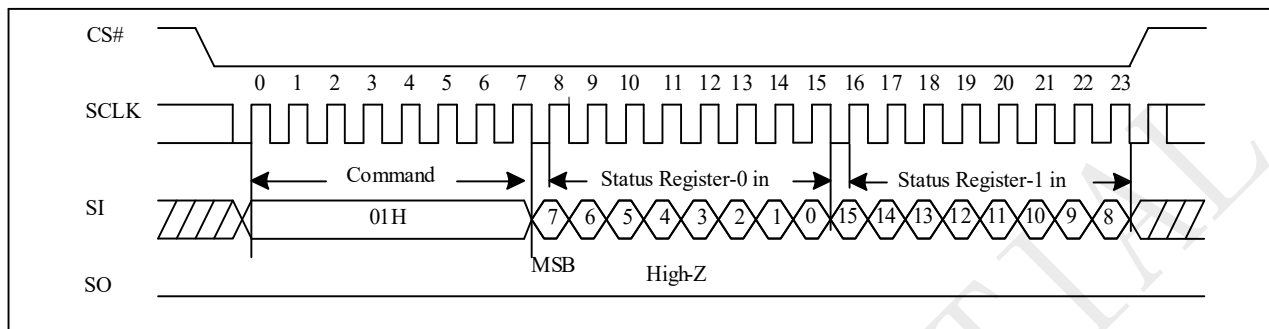 CS#
0 1 2 3 4 5 6 7 8 9 10 11 12 13 14 15 16 17 18 19 20 21 22 23
SCLK
Command Status Register-0 in Status Register-1 in
SI 01H 7 6 5 4 3 2 1 0 15 14 13 12 11 10 9 8
MSB High-Z
SO